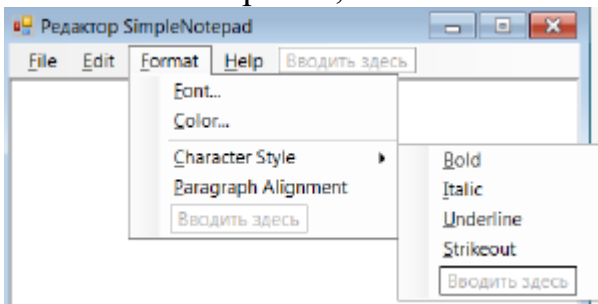 Редактор SimpleNotepad
File Edit Format Help Вводить здесь
Font...
Color...
Character Style
Paragraph Alignment
Вводить здесь
Bold
Italic
Underline
Strikeout
Вводить здесь